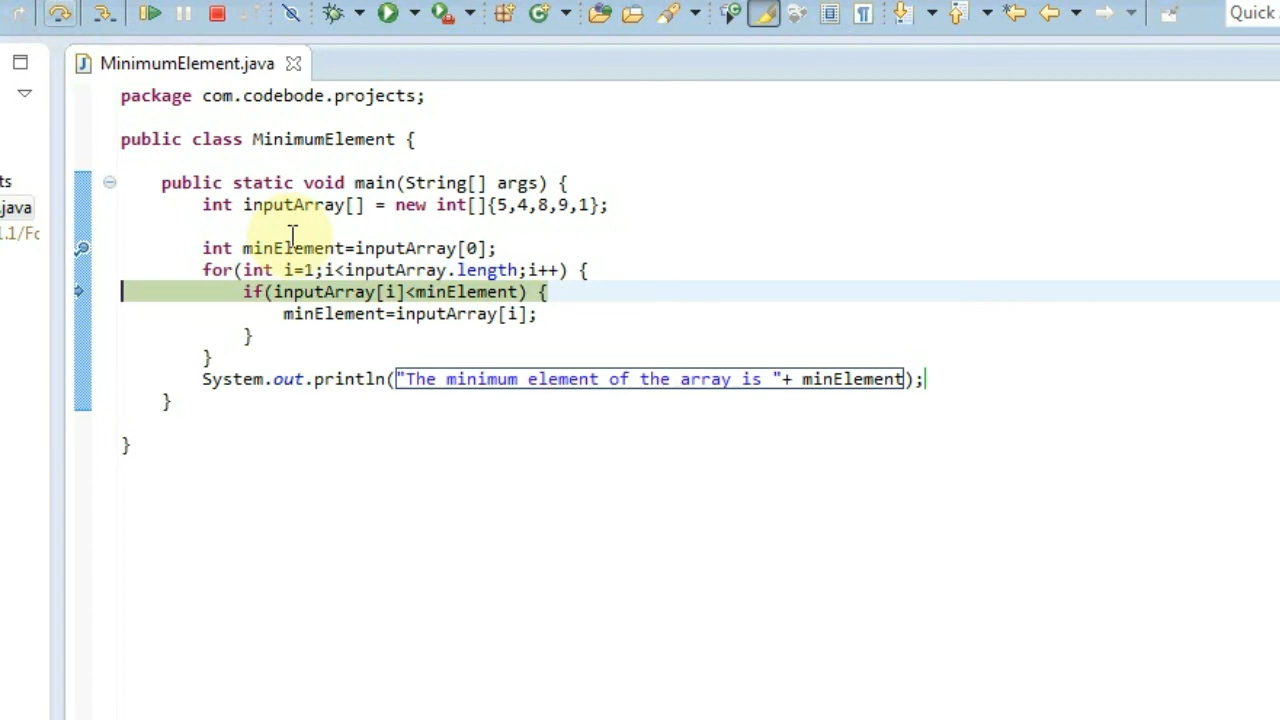 Quick
MinimumElement.java
package com.codebode.projects;
public class MinimumElement {
ts
public static void main(String[] args) {
.java
int inputArray[] = new int[]{5,4,8,9,1};
int minElement=inputArray[0];
for(int i=1;i<inputArray.length;i++) {
if(inputArray[i]<minElement) {
minElement=inputArray[i];
}
}
System.out.println("The minimum element of the array is "+ minElement);
}
}